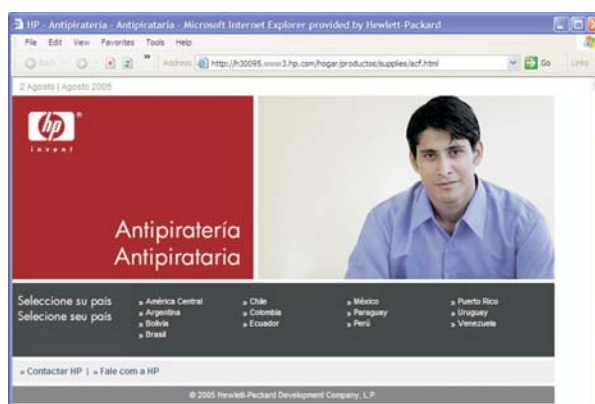 HP - Antipiratería - Antipirataria - Microsoft Internet Explorer provided by Hewlett-Packard
File Edit View Favorites Tools Help
Back Address http://h30095.www3.hp.com/hogar/productos/supplies/acf.html Go Links
2 Agosto | Agosto 2005
hp
invent
Antipiratería
Antipirataria
Seleccione su país
Selecione seu país
» América Central » Chile » México » Puerto Rico
» Argentina » Colombia » Paraguay » Uruguay
» Bolivia » Ecuador » Perú » Venezuela
» Brasil
» Contactar HP | » Fale com a HP
© 2005 Hewlett-Packard Development Company, L.P.